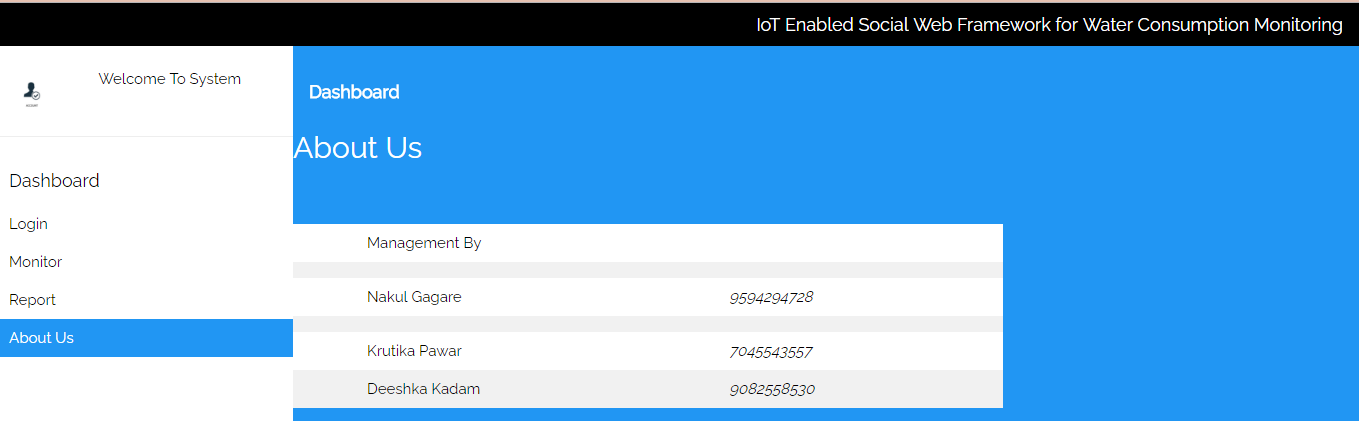 IoT Enabled Social Web Framework for Water Consumption Monitoring
Welcome To System
Dashboard
Login
Monitor
Report
About Us
Dashboard
About Us
Management By
Nakul Gagare 9594294728
Krutika Pawar 7045543557
Deeshka Kadam 9082558530